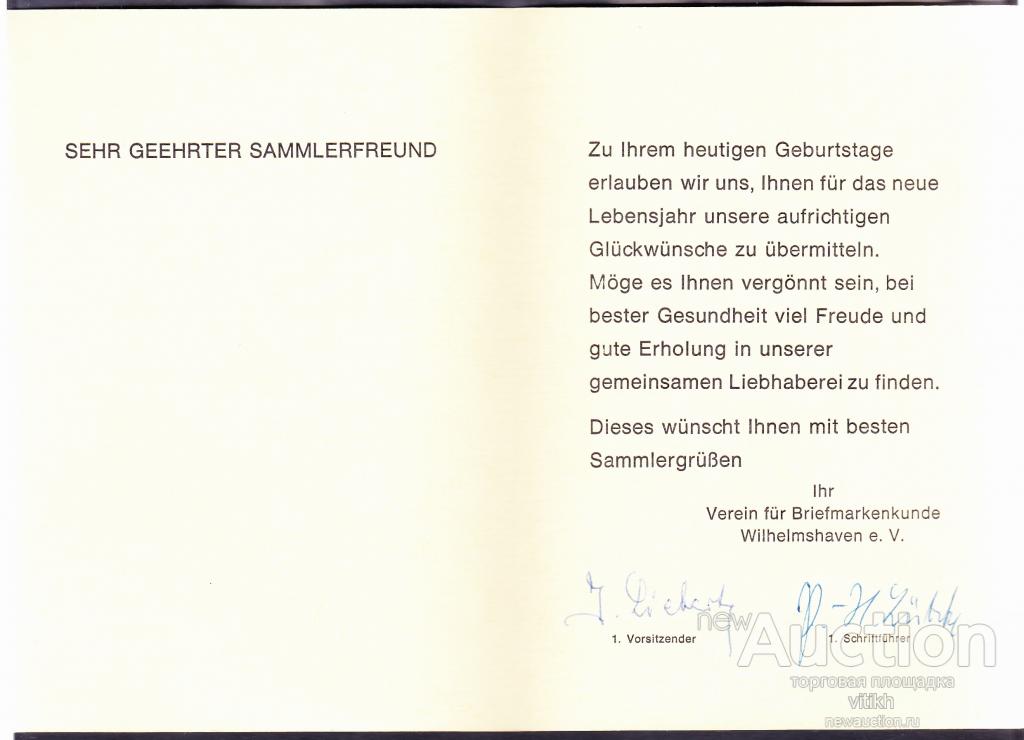 SEHR GEEHRTER SAMMLERFREUND
Zu Ihrem heutigen Geburtstage
erlauben wir uns, Ihnen für das neue
Lebensjahr unsere aufrichtigen
Glückwünsche zu übermitteln.
Möge es Ihnen vergönnt sein, bei
bester Gesundheit viel Freude und
gute Erholung in unserer
gemeinsamen Liebhaberei zu finden.
Dieses wünscht Ihnen mit besten
Sammlergrüßen
Ihr
Verein für Briefmarkenkunde
Wilhelmshaven e. V.
1. Vorsitzender
1. Schriftführer
newAuction
торговая площадка
vitikh
newauction.ru